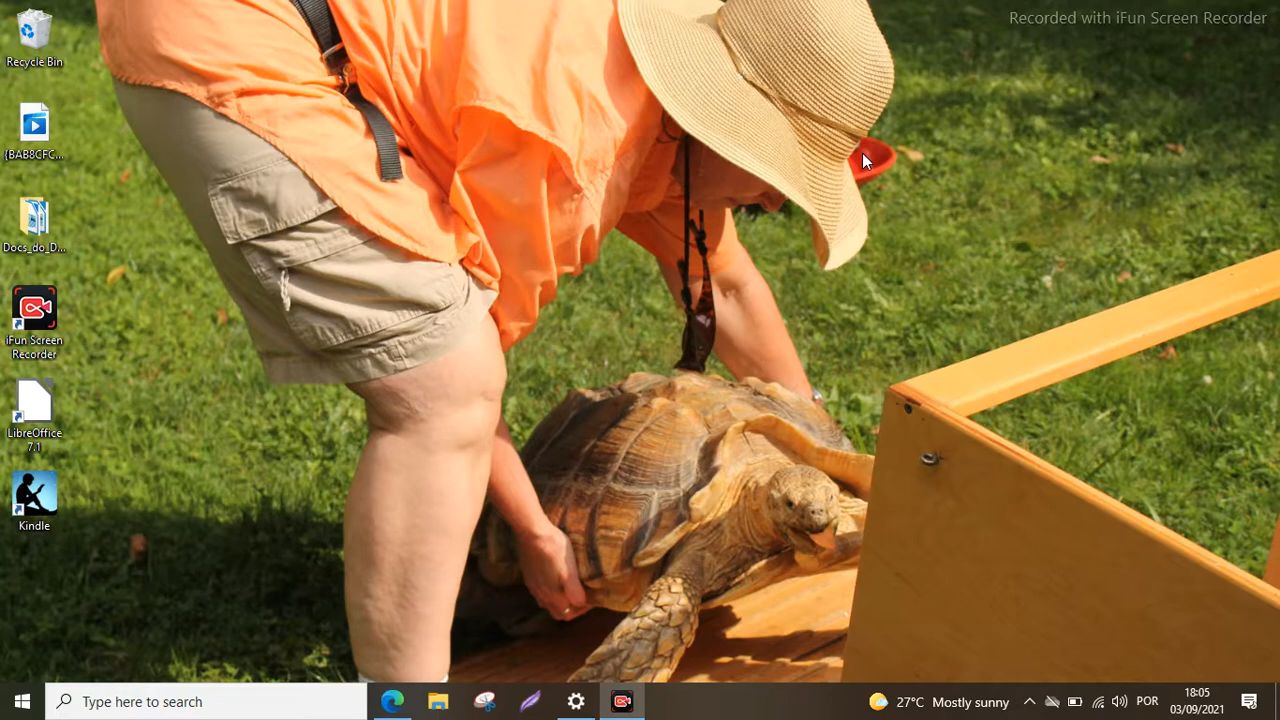 Recorded with iFun Screen Recorder
Recycle Bin
{BAB8CFC...
Docs_do_D...
iFun Screen
Recorder
LibreOffice
7.1
Kindle
Type here to search
27°C Mostly sunny
POR
18:05
03/09/2021